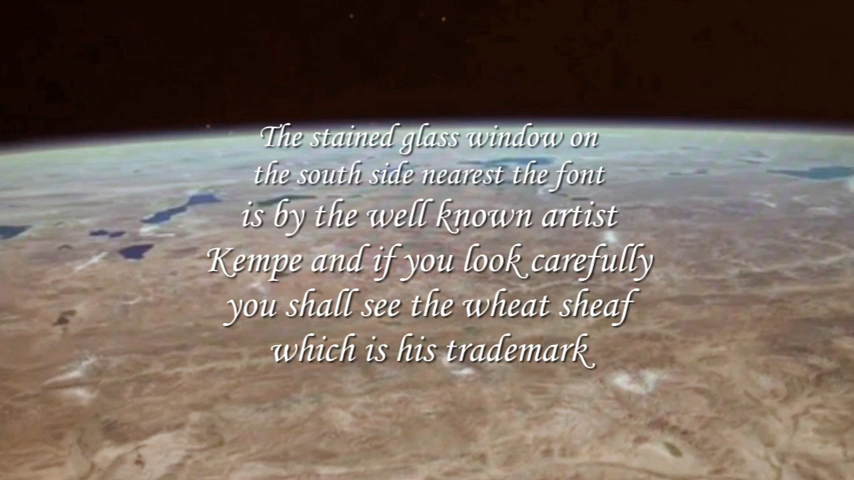 The stained glass window on
the south side nearest the font
is by the well known artist
Kempe and if you look carefully
you shall see the wheat sheaf
which is his trademark